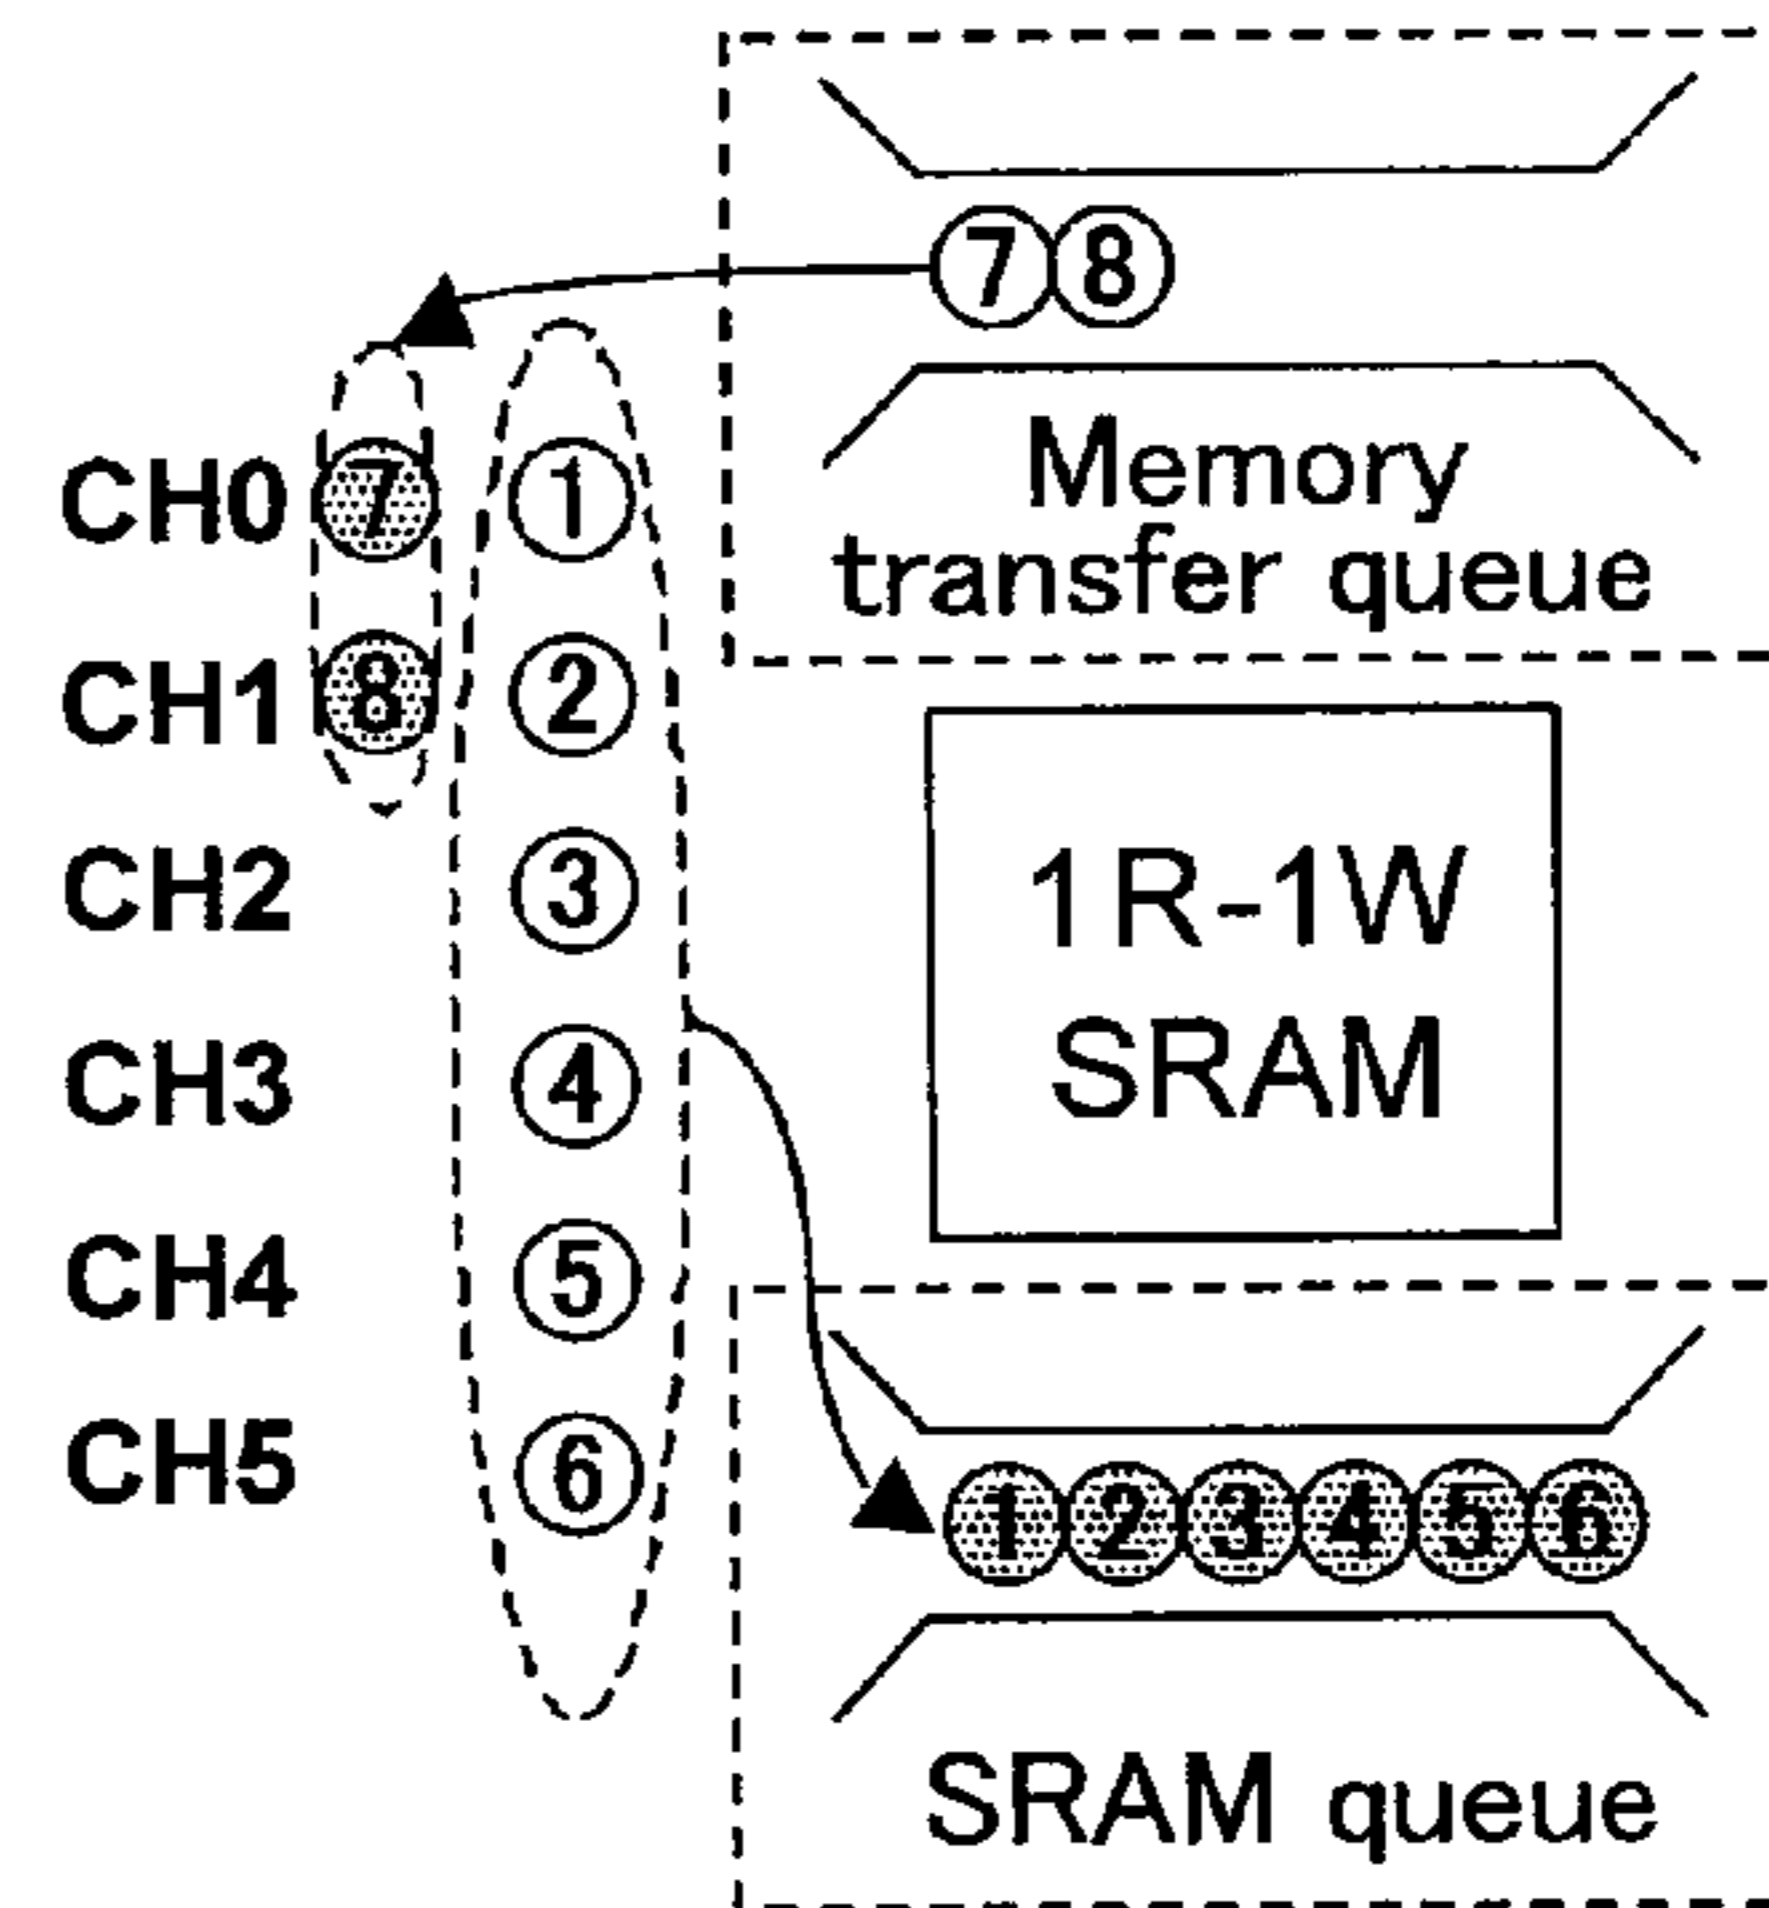 ⑦⑧
Memory
transfer queue
CH0 ⑦ ①
CH1 ⑧ ②
CH2 ③
CH3 ④
CH4 ⑤
CH5 ⑥
1R-1W
SRAM
①②③④⑤⑥
SRAM queue